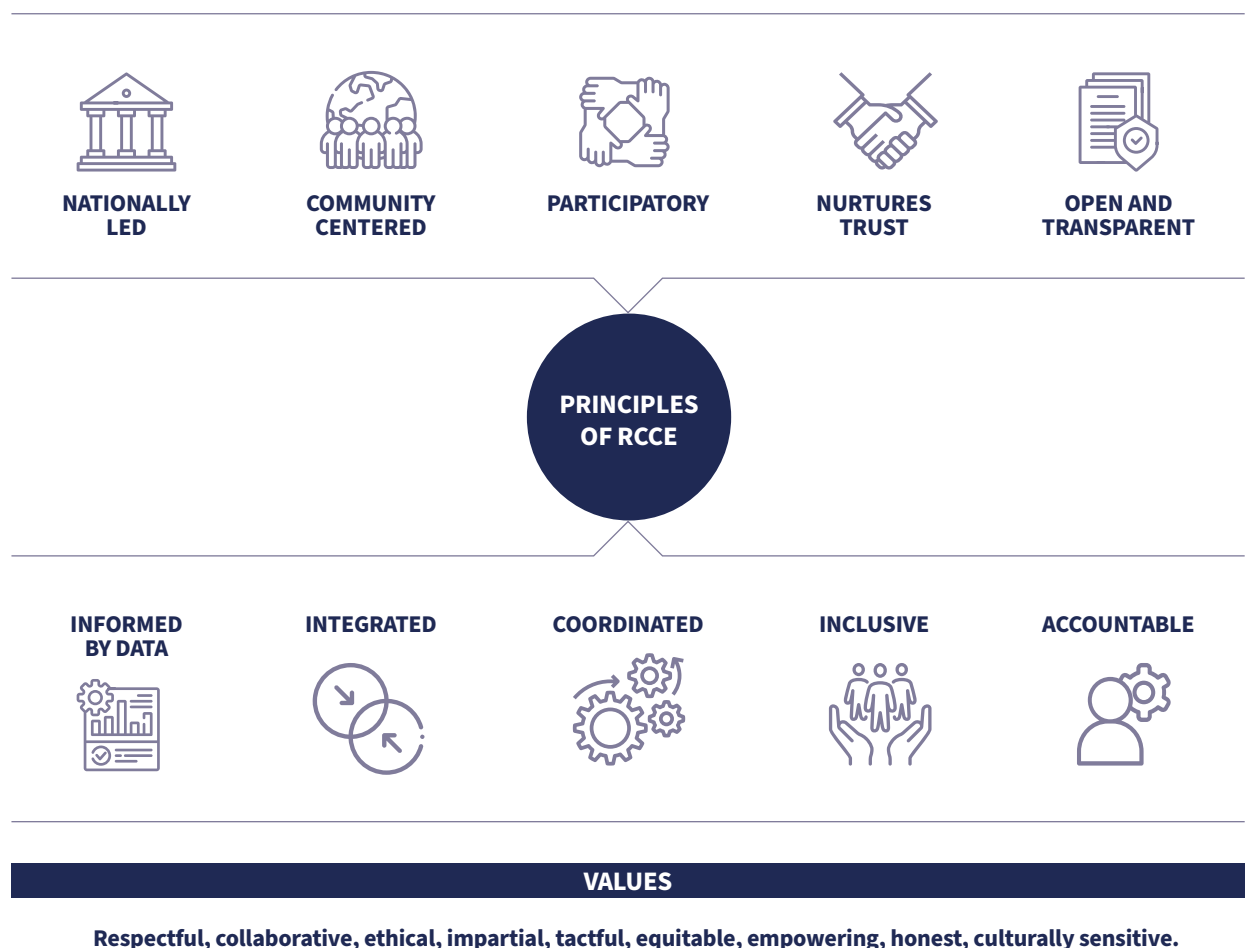 NATIONALLY
LED
COMMUNITY
CENTERED
PARTICIPATORY
NURTURES
TRUST
OPEN AND
TRANSPARENT
PRINCIPLES
OF RCCE
INFORMED
BY DATA
INTEGRATED
COORDINATED
INCLUSIVE
ACCOUNTABLE
VALUES
Respectful, collaborative, ethical, impartial, tactful, equitable, empowering, honest, culturally sensitive.